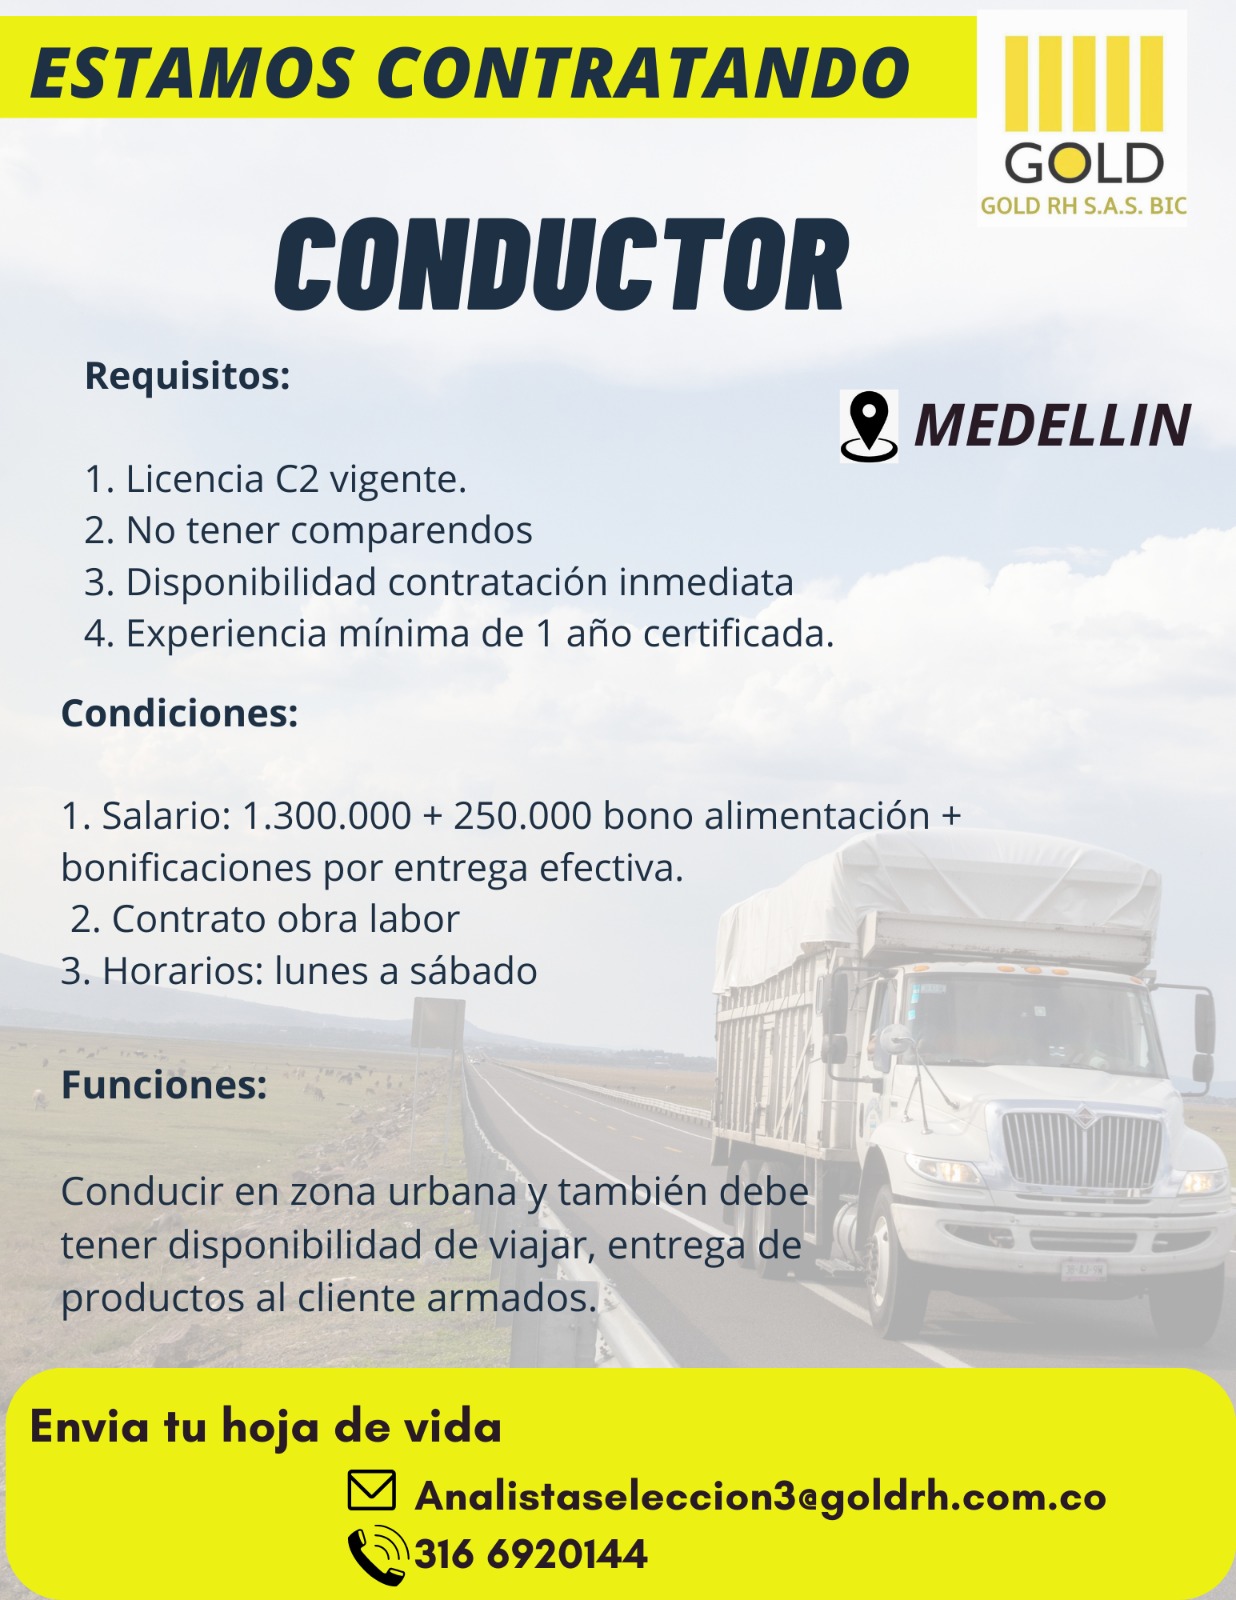 ESTAMOS CONTRATANDO
GOLD
GOLD RH S.A.S. BIC
CONDUCTOR
Requisitos:
MEDELLIN
1. Licencia C2 vigente.
2. No tener comparendos
3. Disponibilidad contratación inmediata
4. Experiencia mínima de 1 año certificada.
Condiciones:
1. Salario: 1.300.000 + 250.000 bono alimentación +
bonificaciones por entrega efectiva.
2. Contrato obra labor
3. Horarios: lunes a sábado
Funciones:
Conducir en zona urbana y también debe
tener disponibilidad de viajar, entrega de
productos al cliente armados.
Envia tu hoja de vida
Analistaseleccion3@goldrh.com.co
316 6920144